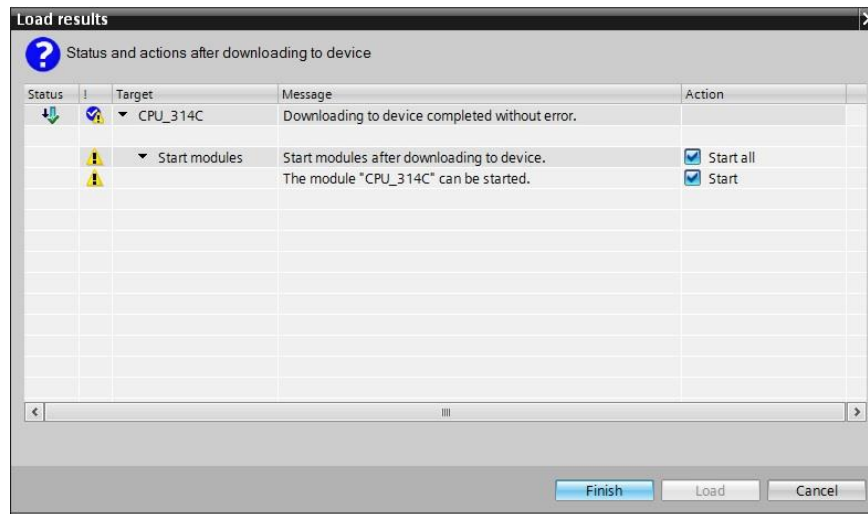 Load results
Status and actions after downloading to device
Status ! Target Message Action
CPU_314C Downloading to device completed without error.
Start modules Start modules after downloading to device. Start all
The module "CPU_314C" can be started. Start
Finish Load Cancel